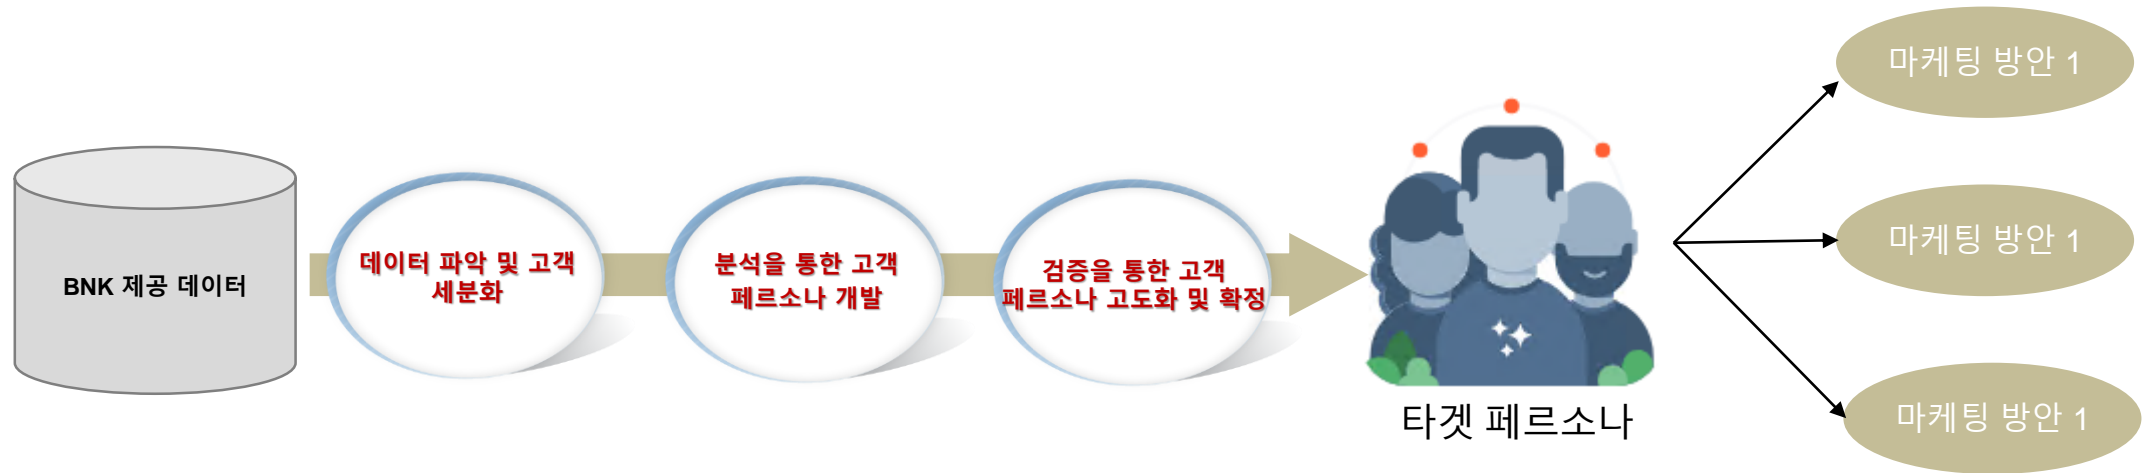 BNK 제공 데이터
데이터 파악 및 고객
세분화
분석을 통한 고객
페르소나 개발
검증을 통한 고객
페르소나 고도화 및 확정
타겟 페르소나
마케팅 방안 1
마케팅 방안 1
마케팅 방안 1